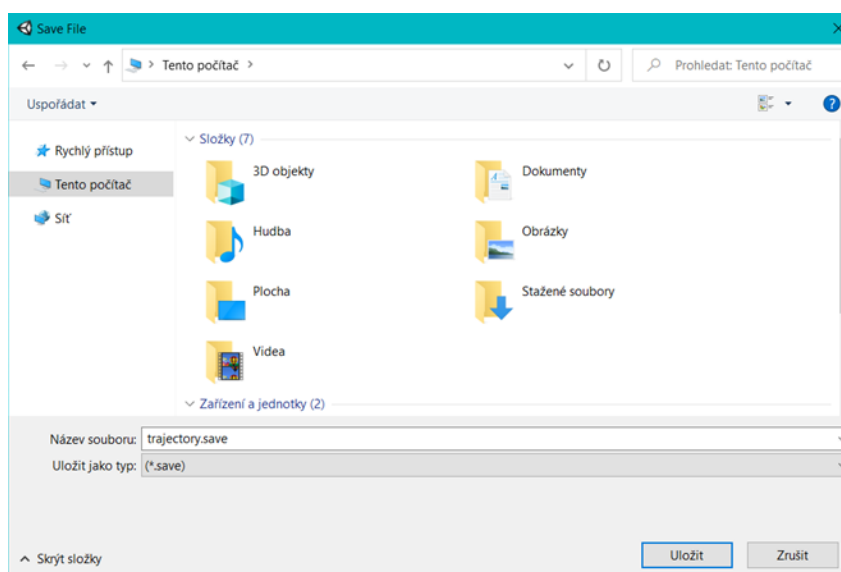 Save File
Tento počítač
Prohledat: Tento počítač
Uspořádat
Rychlý přístup
Tento počítač
Síť
Složky (7)
3D objekty
Dokumenty
Hudba
Obrázky
Plocha
Stažené soubory
Videa
Zařízení a jednotky (2)
Název souboru: trajectory.save
Uložit jako typ: (*.save)
Skrýt složky
Uložit
Zrušit